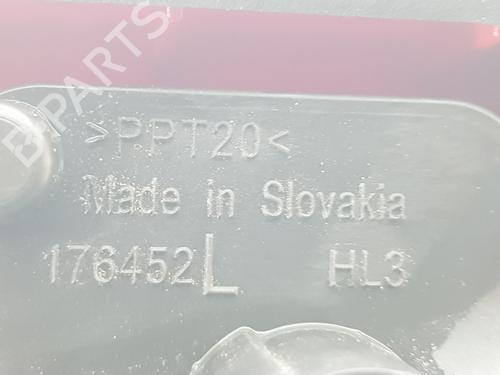 B PARTS
>PPT20<
Made in Slovakia
176452L HL3